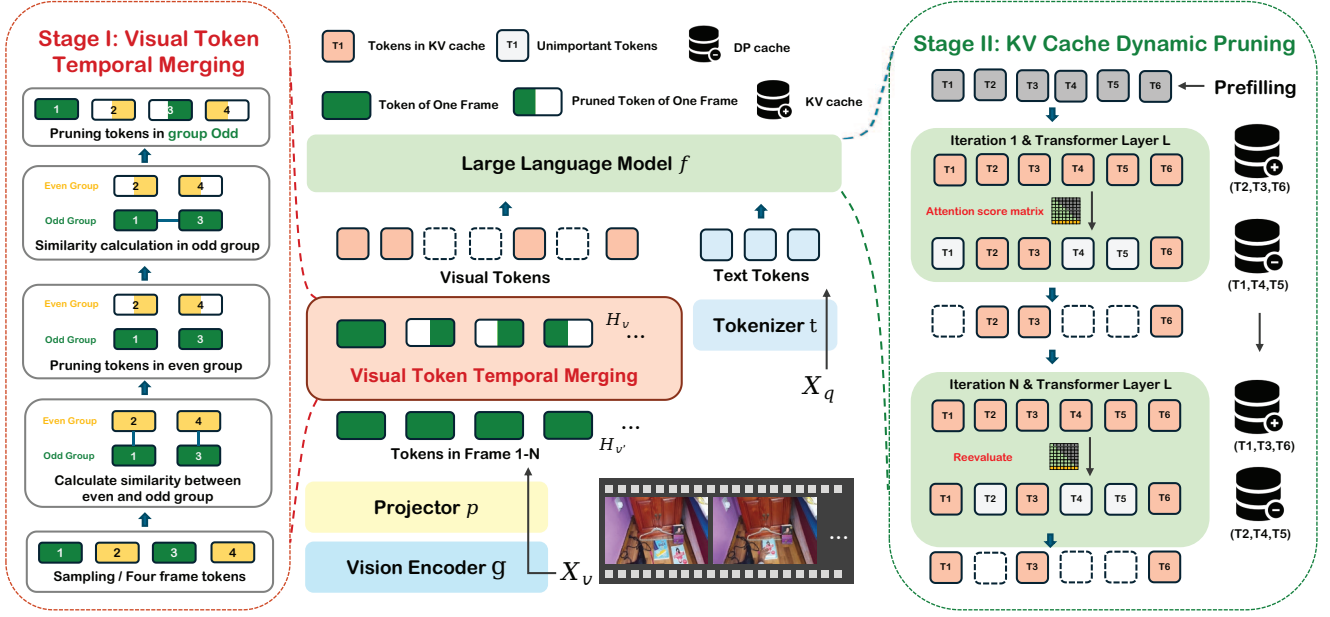 Stage I: Visual Token
Temporal Merging
1 2 3 4
Pruning tokens in group Odd
Even Group 2 4
Odd Group 1 3
Similarity calculation in odd group
Even Group 2 4
Odd Group 1 3
Pruning tokens in even group
Even Group 2 4
Odd Group 1 3
Calculate similarity between
even and odd group
1 2 3 4
Sampling / Four frame tokens
T1 Tokens in KV cache
T1 Unimportant Tokens
DP cache
Token of One Frame
Pruned Token of One Frame
KV cache
Large Language Model f
Visual Tokens
Text Tokens
H_v ...
Visual Token Temporal Merging
Tokenizer t
X_q
...
H_v'
Tokens in Frame 1-N
Projector p
Vision Encoder g
X_v
...
Stage II: KV Cache Dynamic Pruning
T1 T2 T3 T4 T5 T6
Prefilling
Iteration 1 & Transformer Layer L
T1 T2 T3 T4 T5 T6
(T2,T3,T6)
Attention score matrix
T1 T2 T3 T4 T5 T6
(T1,T4,T5)
T2 T3 T6
Iteration N & Transformer Layer L
T1 T2 T3 T4 T5 T6
(T1,T3,T6)
Reevaluate
T1 T2 T3 T4 T5 T6
(T2,T4,T5)
T1 T3 T6